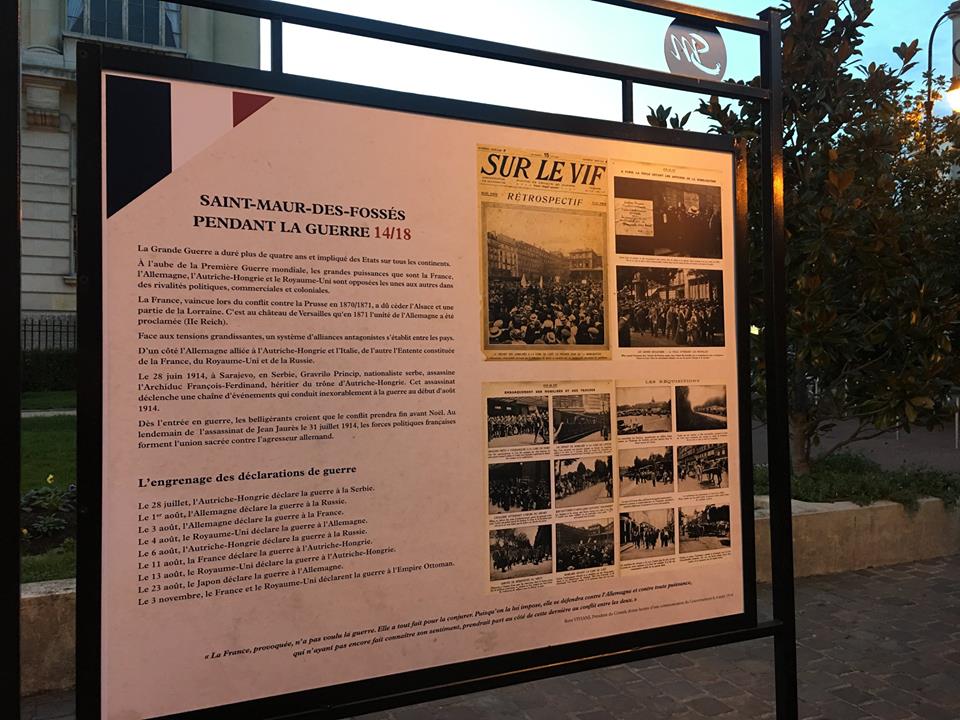 SAINT-MAUR-DES-FOSSÉS
PENDANT LA GUERRE 14/18
La Grande Guerre a duré plus de quatre ans et impliqué des Etats sur tous les continents.
À l'aube de la Première Guerre mondiale, les grandes puissances que sont la France,
l'Allemagne, l'Autriche-Hongrie et le Royaume-Uni sont opposées les unes aux autres dans
des rivalités politiques, commerciales et coloniales.
La France, vaincue lors du conflit contre la Prusse en 1870/1871, a dû céder l'Alsace et une
partie de la Lorraine. C'est au château de Versailles qu'en 1871 l'unité de l'Allemagne a été
proclamée (IIe Reich).
Face aux tensions grandissantes, un système d'alliances antagonistes s'établit entre les pays.
D'un côté l'Allemagne alliée à l'Autriche-Hongrie et l'Italie, de l'autre l'Entente constituée
de la France, du Royaume-Uni et de la Russie.
Le 28 juin 1914, à Sarajevo, en Serbie, Gravrilo Princip, nationaliste serbe, assassine
l'Archiduc François-Ferdinand, héritier du trône d'Autriche-Hongrie. Cet assassinat
déclenche une chaîne d'événements qui conduit inexorablement à la guerre au début d'août
1914.
Dès l'entrée en guerre, les belligérants croient que le conflit prendra fin avant Noël. Au
lendemain de l'assassinat de Jean Jaurès le 31 juillet 1914, les forces politiques françaises
forment l'union sacrée contre l'agresseur allemand.
L'engrenage des déclarations de guerre
Le 28 juillet, l'Autriche-Hongrie déclare la guerre à la Serbie.
Le 1er août, l'Allemagne déclare la guerre à la Russie.
Le 3 août, l'Allemagne déclare la guerre à la France.
Le 4 août, le Royaume-Uni déclare la guerre à l'Allemagne.
Le 6 août, l'Autriche-Hongrie déclare la guerre à la Russie.
Le 11 août, la France déclare la guerre à l'Autriche-Hongrie.
Le 13 août, le Royaume-Uni déclare la guerre à l'Autriche-Hongrie.
Le 23 août, le Japon déclare la guerre à l'Allemagne.
Le 3 novembre, le France et le Royaume-Uni déclarent la guerre à l'Empire Ottoman.
SUR LE VIF
RÉTROSPECTIF
EMBARQUEMENT DES MOBILISÉS ET DES TROUPES
LES RÉQUISITIONS
« La France, provoquée, n'a pas voulu la guerre. Elle a tout fait pour la conjurer. Puisqu'on la lui impose, elle se défendra contre l'Allemagne et contre toute puissance,
qui n'ayant pas encore fait connaître son sentiment, prendrait part au côté de cette dernière au conflit entre les deux. »
René VIVIANI, Président du Conseil